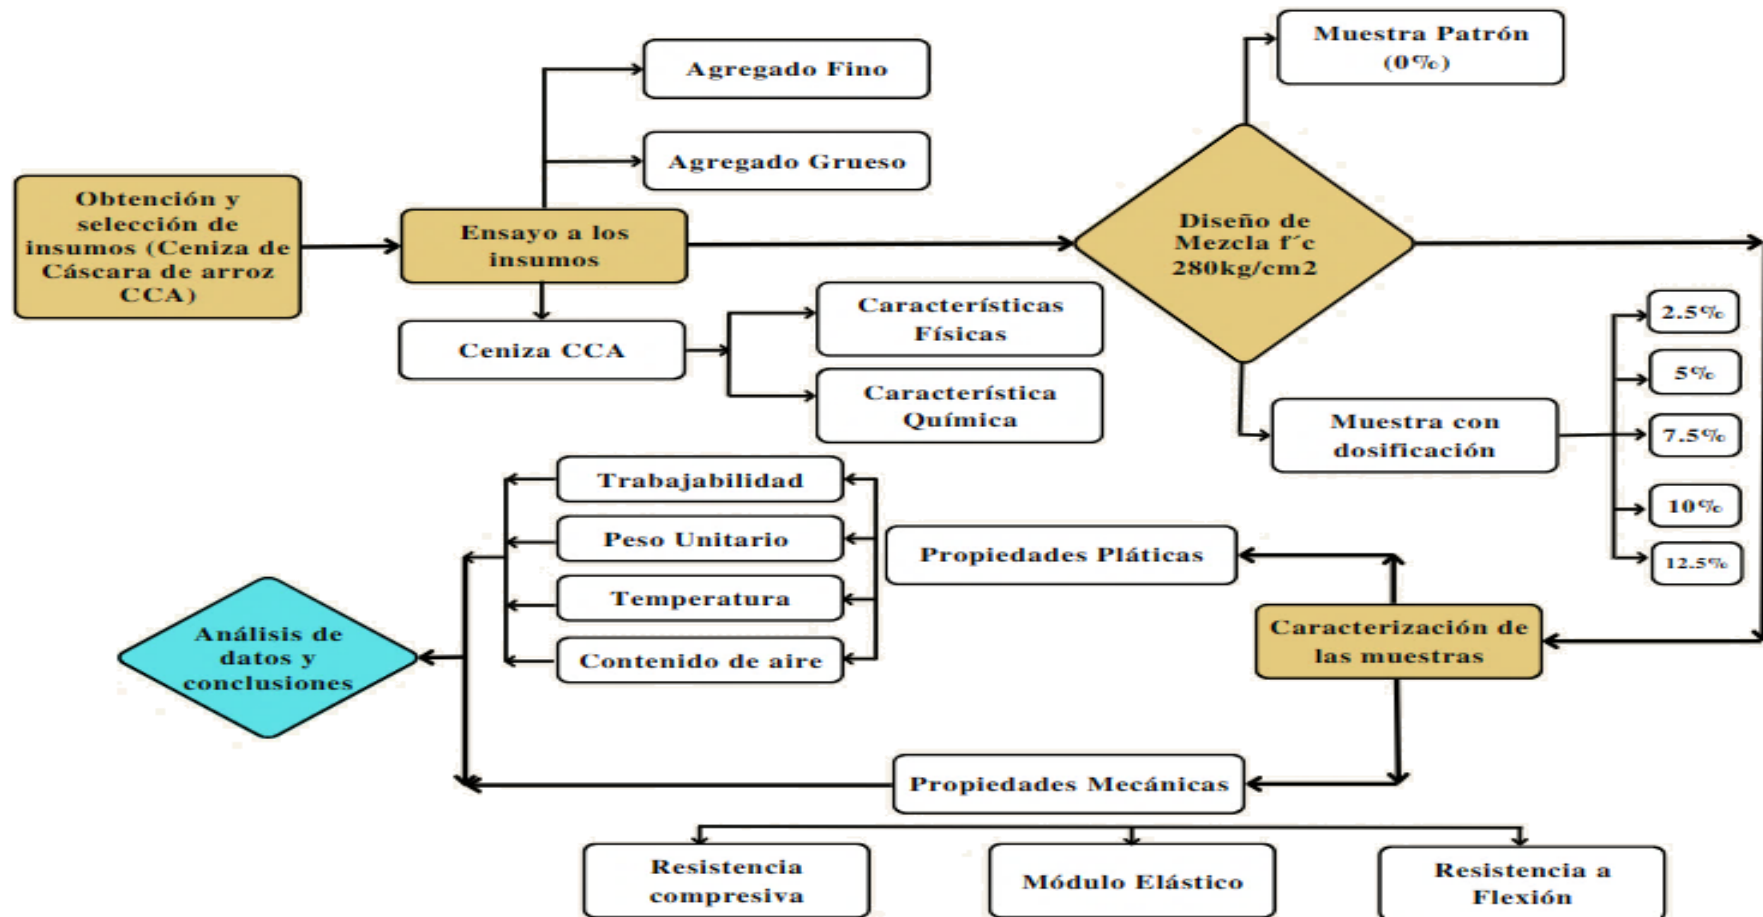 Obtención y
selección de
insumos (Ceniza de
Cáscara de arroz
CCA)
Ensayo a los
insumos
Agregado Fino
Agregado Grueso
Ceniza CCA
Característícas
Físicas
Característica
Química
Diseño de
Mezcla f´c
280kg/cm2
Muestra Patrón
(0%)
Muestra con
dosificación
2.5%
5%
7.5%
10%
12.5%
Caracterización de
las muestras
Propiedades Pláticas
Trabajabilidad
Peso Unitario
Temperatura
Contenido de aire
Propiedades Mecánicas
Resistencia
compresiva
Módulo Elástico
Resistencia a
Flexión
Análisis de
datos y
conclusiones